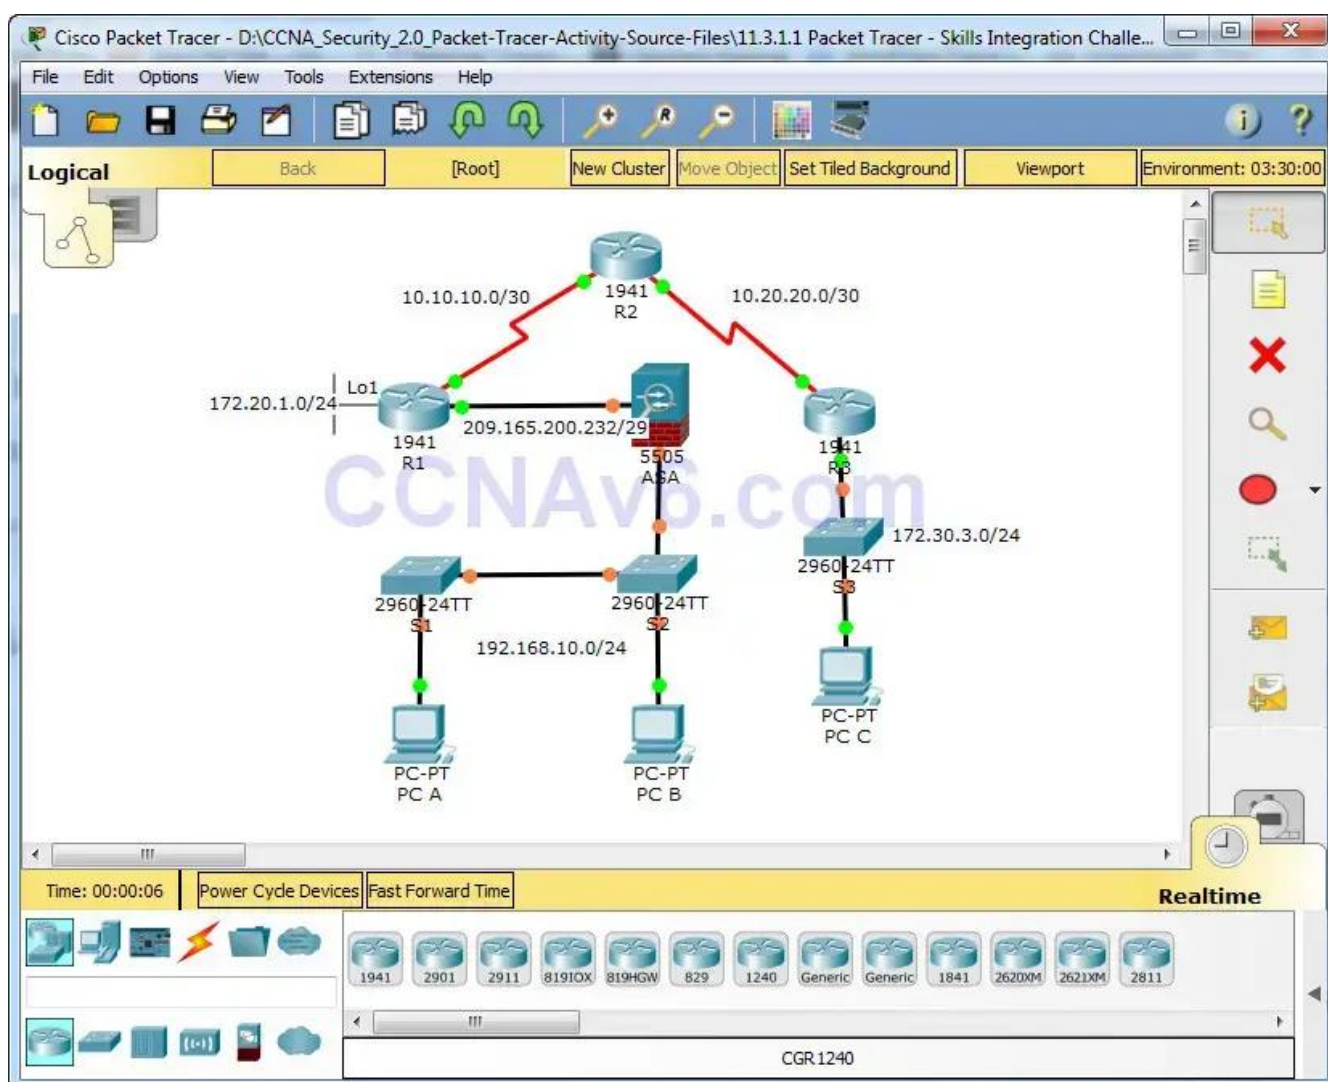 Cisco Packet Tracer - D:\CCNA_Security_2.0_Packet-Tracer-Activity-Source-Files\11.3.1.1 Packet Tracer - Skills Integration Challe...
File Edit Options View Tools Extensions Help
Logical Back [Root] New Cluster Move Object Set Tiled Background Viewport Environment: 03:30:00
1941
R2
10.10.10.0/30
10.20.20.0/30
Lo1
172.20.1.0/24
1941
R1
209.165.200.232/29
5505
ASA
1941
R3
CCNAv6.com
172.30.3.0/24
2960-24TT
S1
2960-24TT
S2
2960-24TT
S3
192.168.10.0/24
PC-PT
PC A
PC-PT
PC B
PC-PT
PC C
Time: 00:00:06 Power Cycle Devices Fast Forward Time Realtime
1941 2901 2911 819IOX 819HGW 829 1240 Generic Generic 1841 2620XM 2621XM 2811
CGR1240